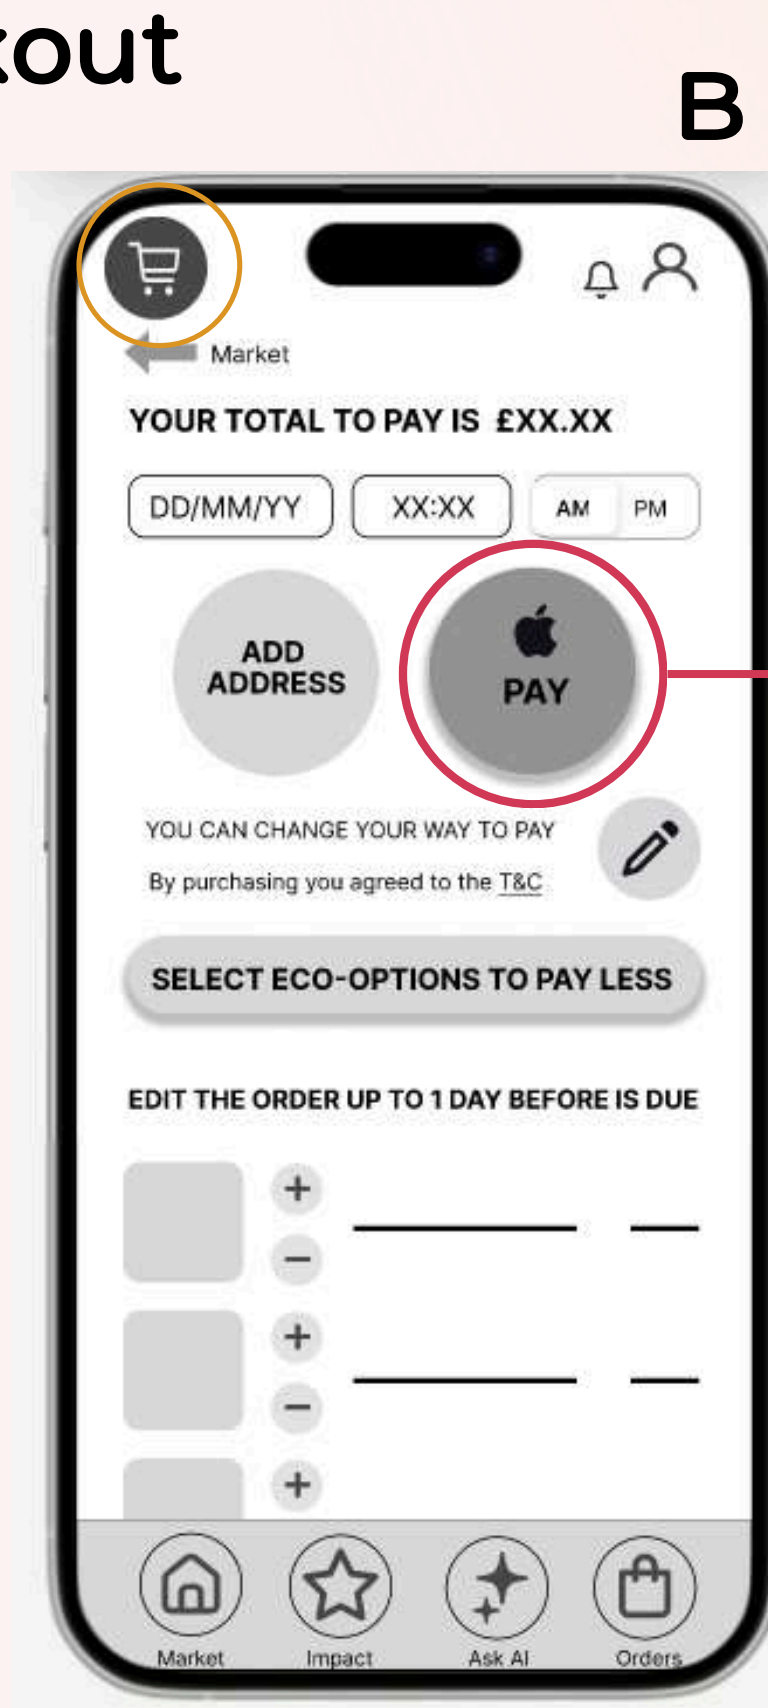 out
B
Market
YOUR TOTAL TO PAY IS £XX.XX
DD/MM/YY XX:XX AM PM
ADD
ADDRESS
PAY
YOU CAN CHANGE YOUR WAY TO PAY
By purchasing you agreed to the T&C
SELECT ECO-OPTIONS TO PAY LESS
EDIT THE ORDER UP TO 1 DAY BEFORE IS DUE
Market Impact Ask AI Orders